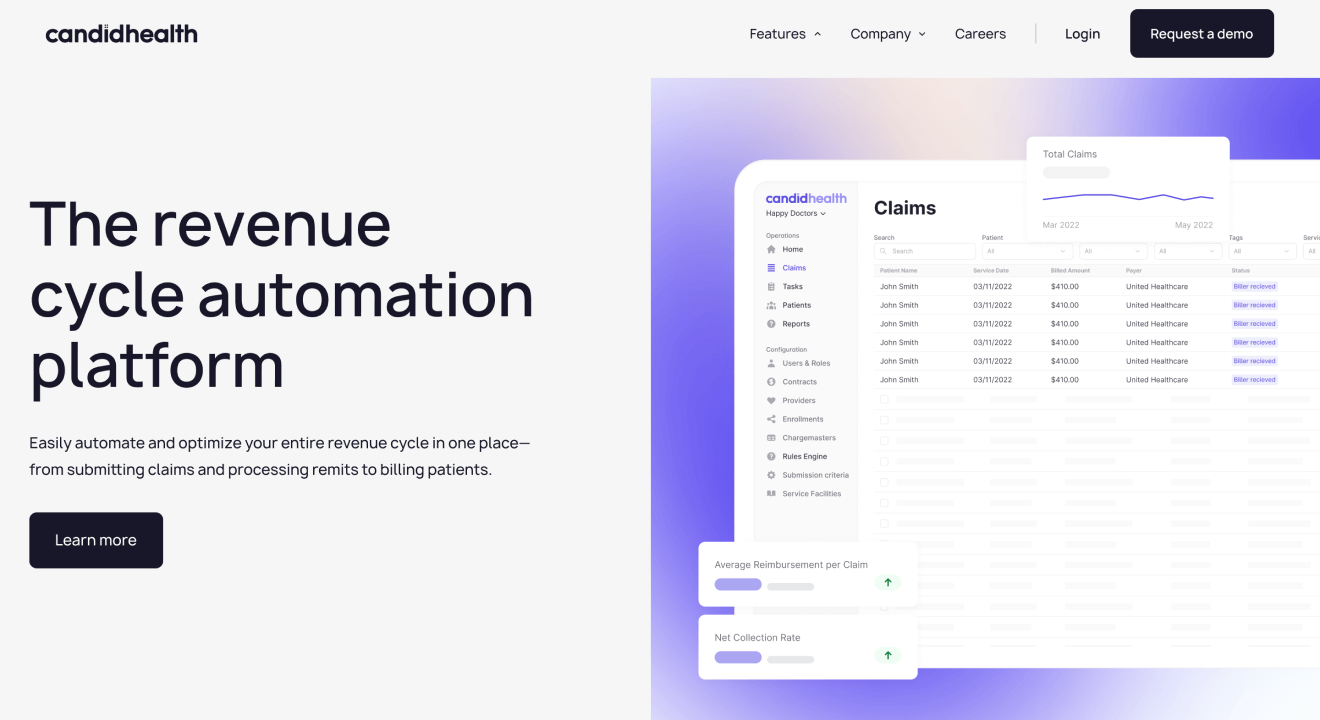 candidhealth
Features Company Careers Login Request a demo
The revenue
cycle automation
platform
Easily automate and optimize your entire revenue cycle in one place—
from submitting claims and processing remits to billing patients.
Learn more
candidhealth
Happy Doctors
Operations
Home
Claims
Tasks
Patients
Reports
Configuration
Users & Roles
Contracts
Providers
Enrollments
Chargemasters
Rules Engine
Submission criteria
Service Facilities
Claims
Total Claims
Mar 2022 May 2022
Search Patient Tags Servic
Search All All All All All
Patient Name Service Date Billed Amount Payer Status
John Smith 03/11/2022 $410.00 United Healthcare Biller recieved
John Smith 03/11/2022 $410.00 United Healthcare Biller recieved
John Smith 03/11/2022 $410.00 United Healthcare Biller recieved
John Smith 03/11/2022 $410.00 United Healthcare Biller recieved
John Smith 03/11/2022 $410.00 United Healthcare Biller recieved
John Smith 03/11/2022 $410.00 United Healthcare Biller recieved
Average Reimbursement per Claim
Net Collection Rate